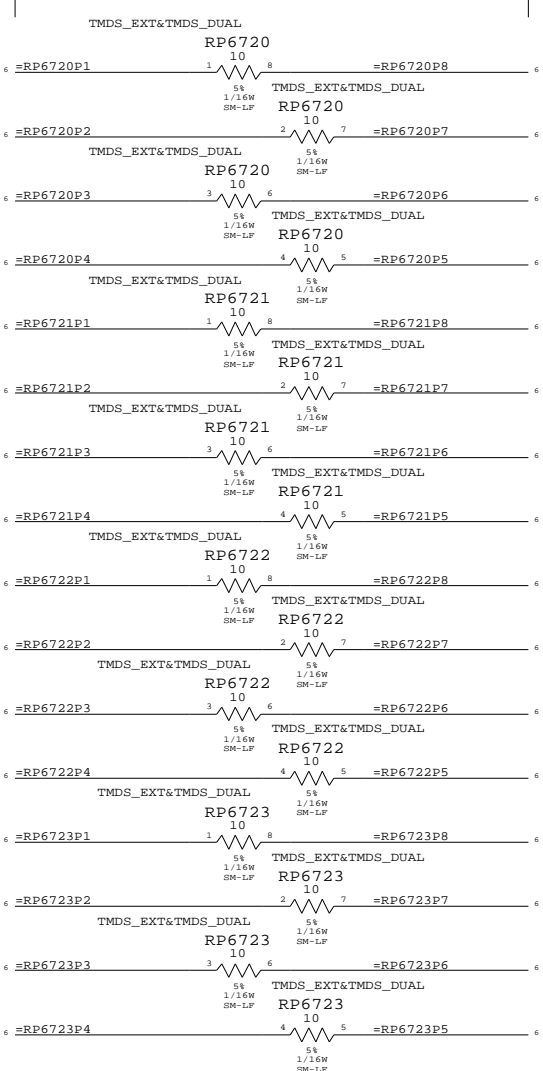 TMDS_EXT&TMDS_DUAL
RP6720
10
6 =RP6720P1 1 8 =RP6720P8 6
5%
1/16W
SM-LF
TMDS_EXT&TMDS_DUAL
RP6720
10
6 =RP6720P2 2 7 =RP6720P7 6
5%
1/16W
SM-LF
TMDS_EXT&TMDS_DUAL
RP6720
10
6 =RP6720P3 3 6 =RP6720P6 6
5%
1/16W
SM-LF
TMDS_EXT&TMDS_DUAL
RP6720
10
6 =RP6720P4 4 5 =RP6720P5 6
5%
1/16W
SM-LF
TMDS_EXT&TMDS_DUAL
RP6721
10
6 =RP6721P1 1 8 =RP6721P8 6
5%
1/16W
SM-LF
TMDS_EXT&TMDS_DUAL
RP6721
10
6 =RP6721P2 2 7 =RP6721P7 6
5%
1/16W
SM-LF
TMDS_EXT&TMDS_DUAL
RP6721
10
6 =RP6721P3 3 6 =RP6721P6 6
5%
1/16W
SM-LF
TMDS_EXT&TMDS_DUAL
RP6721
10
6 =RP6721P4 4 5 =RP6721P5 6
5%
1/16W
SM-LF
TMDS_EXT&TMDS_DUAL
RP6722
10
6 =RP6722P1 1 8 =RP6722P8 6
5%
1/16W
SM-LF
TMDS_EXT&TMDS_DUAL
RP6722
10
6 =RP6722P2 2 7 =RP6722P7 6
5%
1/16W
SM-LF
TMDS_EXT&TMDS_DUAL
RP6722
10
6 =RP6722P3 3 6 =RP6722P6 6
5%
1/16W
SM-LF
TMDS_EXT&TMDS_DUAL
RP6722
10
6 =RP6722P4 4 5 =RP6722P5 6
5%
1/16W
SM-LF
TMDS_EXT&TMDS_DUAL
RP6723
10
6 =RP6723P1 1 8 =RP6723P8 6
5%
1/16W
SM-LF
TMDS_EXT&TMDS_DUAL
RP6723
10
6 =RP6723P2 2 7 =RP6723P7 6
5%
1/16W
SM-LF
TMDS_EXT&TMDS_DUAL
RP6723
10
6 =RP6723P3 3 6 =RP6723P6 6
5%
1/16W
SM-LF
TMDS_EXT&TMDS_DUAL
RP6723
10
6 =RP6723P4 4 5 =RP6723P5 6
5%
1/16W
SM-LF